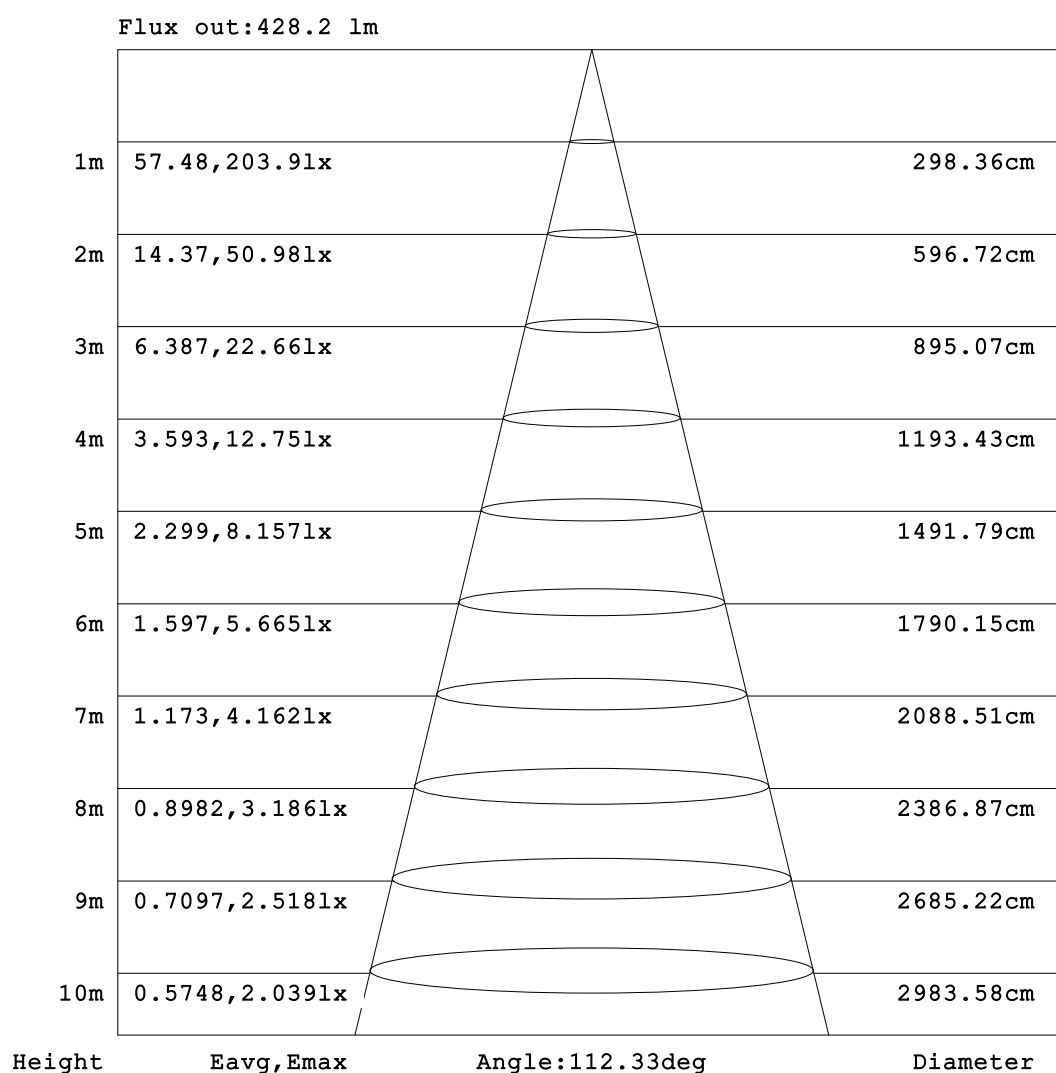 Flux out:428.2 lm
1m 57.48,203.9lx 298.36cm
2m 14.37,50.98lx 596.72cm
3m 6.387,22.66lx 895.07cm
4m 3.593,12.75lx 1193.43cm
5m 2.299,8.157lx 1491.79cm
6m 1.597,5.665lx 1790.15cm
7m 1.173,4.162lx 2088.51cm
8m 0.8982,3.186lx 2386.87cm
9m 0.7097,2.518lx 2685.22cm
10m 0.5748,2.039lx 2983.58cm
Height Eavg,Emax Angle:112.33deg Diameter